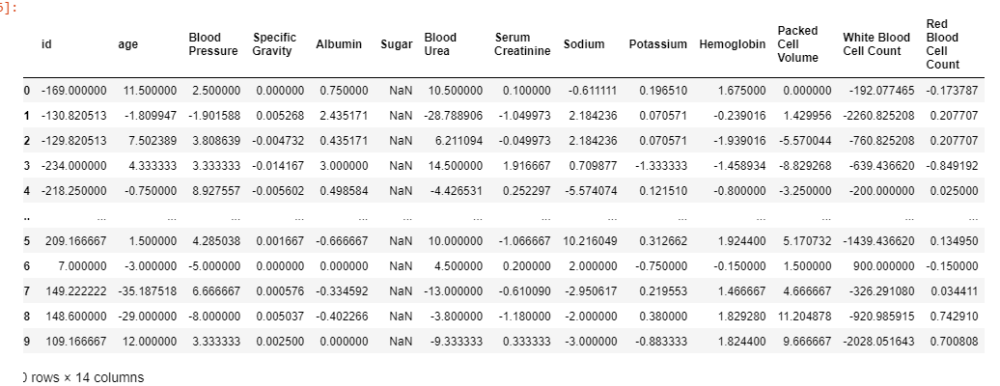 5]:
id age Blood Pressure Specific Gravity Albumin Sugar Blood Urea Serum Creatinine Sodium Potassium Hemoglobin Packed Cell Volume White Blood Cell Count Red Blood Cell Count
0 -169.000000 11.500000 2.500000 0.000000 0.750000 NaN 10.500000 0.100000 -0.611111 0.196510 1.675000 0.000000 -192.077465 -0.173787
1 -130.820513 -1.809947 -1.901588 0.005268 2.435171 NaN -28.788906 -1.049973 2.184236 0.070571 -0.239016 1.429956 -2260.825208 0.207707
2 -129.820513 7.502389 3.808639 -0.004732 0.435171 NaN 6.211094 -0.049973 2.184236 0.070571 -1.939016 -5.570044 -760.825208 0.207707
3 -234.000000 4.333333 3.333333 -0.014167 3.000000 NaN 14.500000 1.916667 0.709877 -1.333333 -1.458934 -8.829268 -639.436620 -0.849192
4 -218.250000 -0.750000 8.927557 -0.005602 0.498584 NaN -4.426531 0.252297 -5.574074 0.121510 -0.800000 -3.250000 -200.000000 0.025000
.. ... ... ... ... ... ... ... ... ... ... ... ... ... ...
5 209.166667 1.500000 4.285038 0.001667 -0.666667 NaN 10.000000 -1.066667 10.216049 0.312662 1.924400 5.170732 -1439.436620 0.134950
6 7.000000 -3.000000 -5.000000 0.000000 0.000000 NaN 4.500000 0.200000 2.000000 -0.750000 -0.150000 1.500000 900.000000 -0.150000
7 149.222222 -35.187518 6.666667 0.000576 -0.334592 NaN -13.000000 -0.610090 -2.950617 0.219553 1.466667 4.666667 -326.291080 0.034411
8 148.600000 -29.000000 -8.000000 0.005037 -0.402266 NaN -3.800000 -1.180000 -2.000000 0.380000 1.829280 11.204878 -920.985915 0.742910
9 109.166667 12.000000 3.333333 0.002500 0.000000 NaN -9.333333 0.333333 -3.000000 -0.883333 1.824400 9.666667 -2028.051643 0.700808
rows × 14 columns